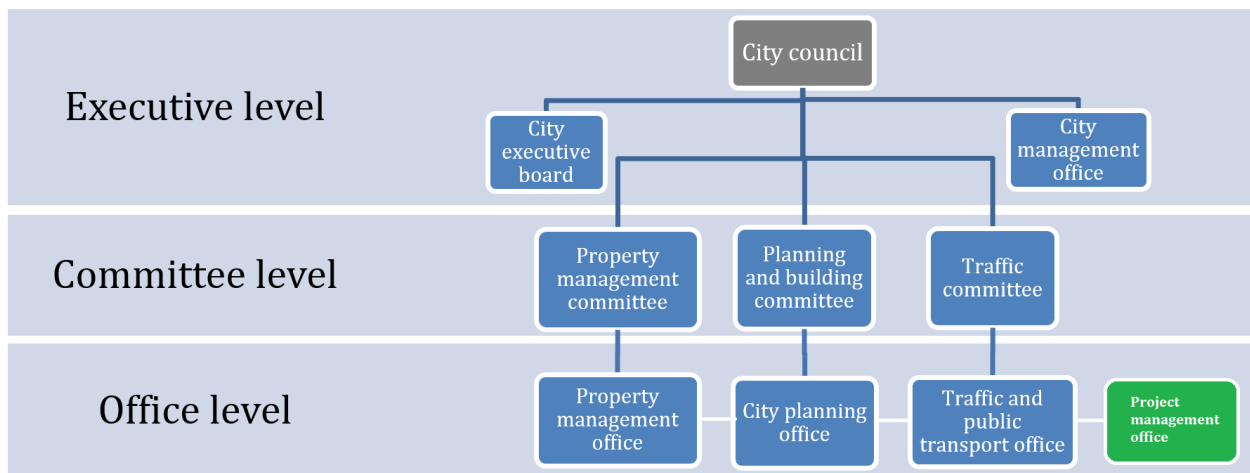 City council
Executive level
City
executive
board
City
management
office
Committee level
Property
management
committee
Planning
and building
committee
Traffic
committee
Office level
Property
management
office
City planning
office
Traffic and
public
transport office
Project
management
office